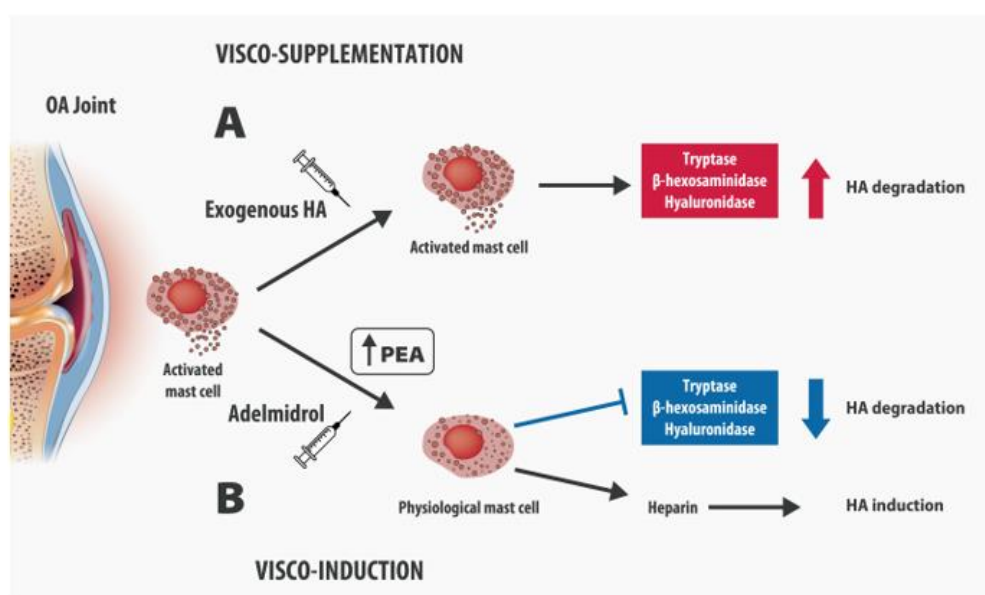 VISCO-SUPPLEMENTATION
OA Joint
A
Exogenous HA
Activated mast cell
Tryptase
β-hexosaminidase
Hyaluronidase
HA degradation
Activated
mast cell
PEA
Adelmidrol
B
Physiological mast cell
Tryptase
β-hexosaminidase
Hyaluronidase
HA degradation
Heparin
HA induction
VISCO-INDUCTION